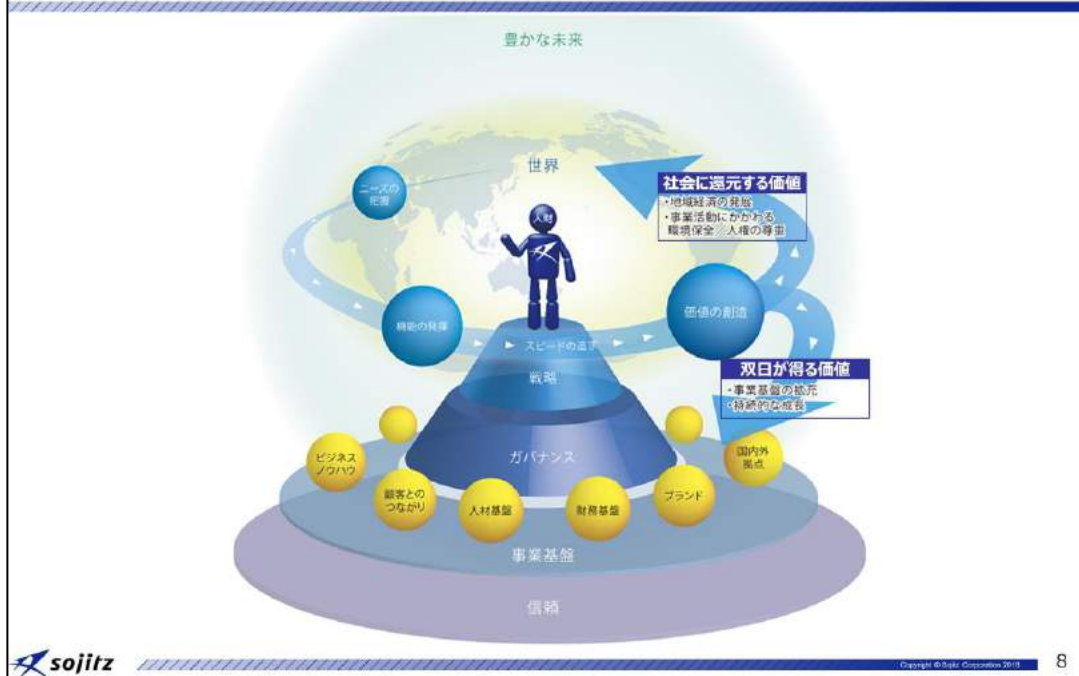 豊かな未来
世界
ニーズの
把握
人財
社会に還元する価値
・地域経済の発展
・事業活動にかかわる
環境保全／人権の尊重
機能の発揮
価値の創造
スピードの追求
戦略
双日が得る価値
・事業基盤の拡充
・持続的な成長
ガバナンス
ビジネス
ノウハウ
顧客との
つながり
人材基盤
財務基盤
ブランド
国内外
拠点
事業基盤
信頼
sojitz
Copyright © Sojitz Corporation 2015
8